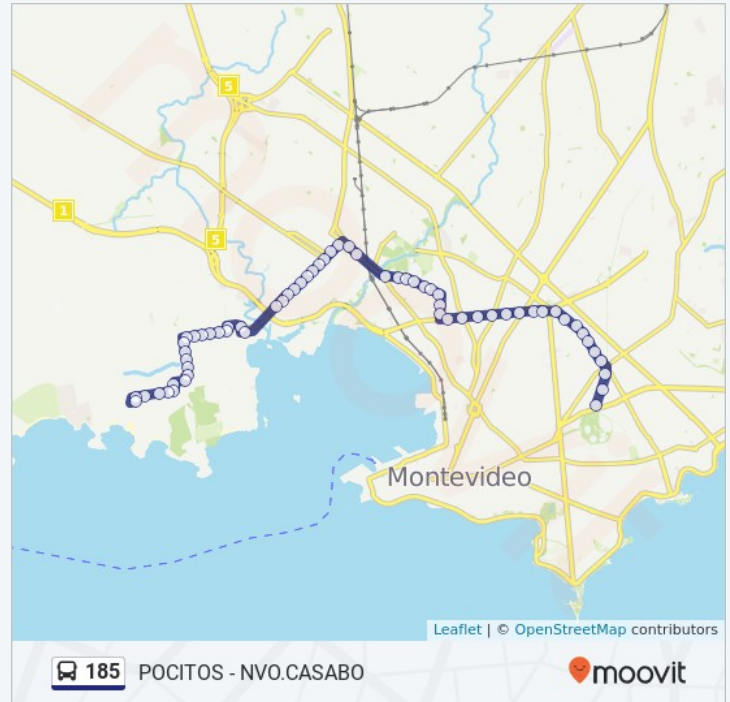 5
1
5
Montevideo
Leaflet | © OpenStreetMap contributors
185 POCITOS - NVO.CASABO
moovit